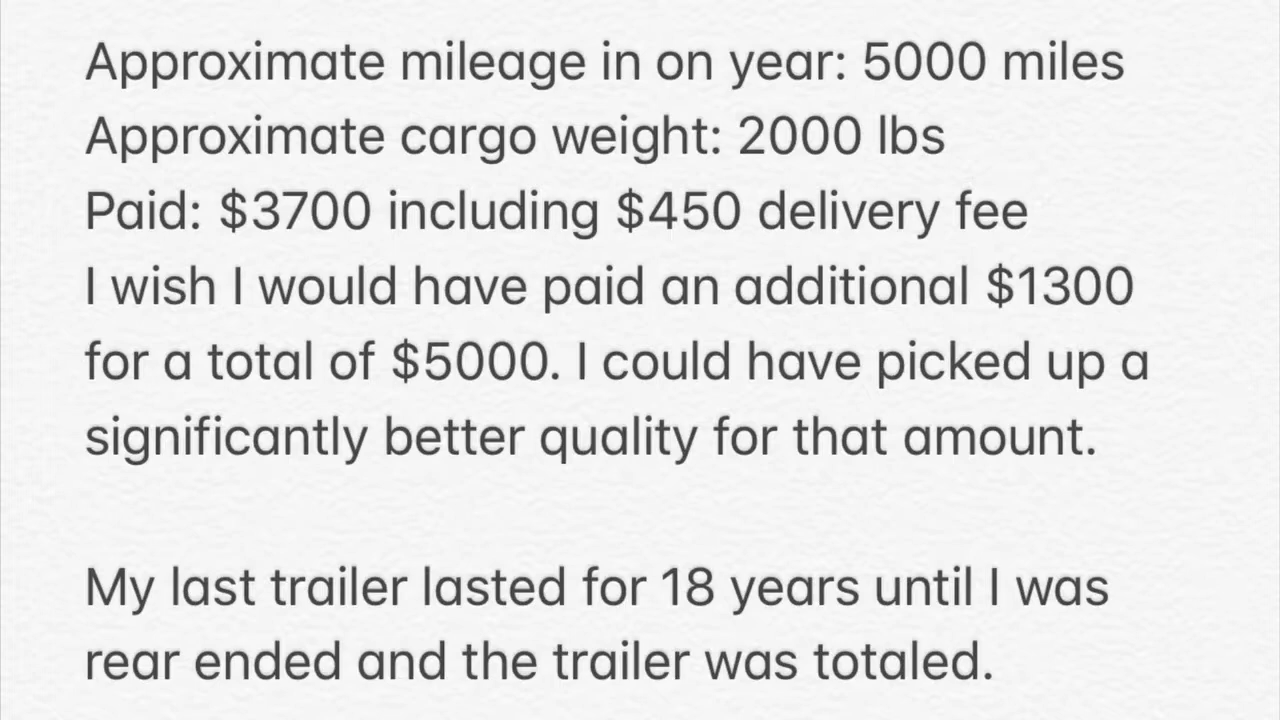 Approximate mileage in on year: 5000 miles
Approximate cargo weight: 2000 lbs
Paid: $3700 including $450 delivery fee
I wish I would have paid an additional $1300
for a total of $5000. I could have picked up a
significantly better quality for that amount.
My last trailer lasted for 18 years until I was
rear ended and the trailer was totaled.